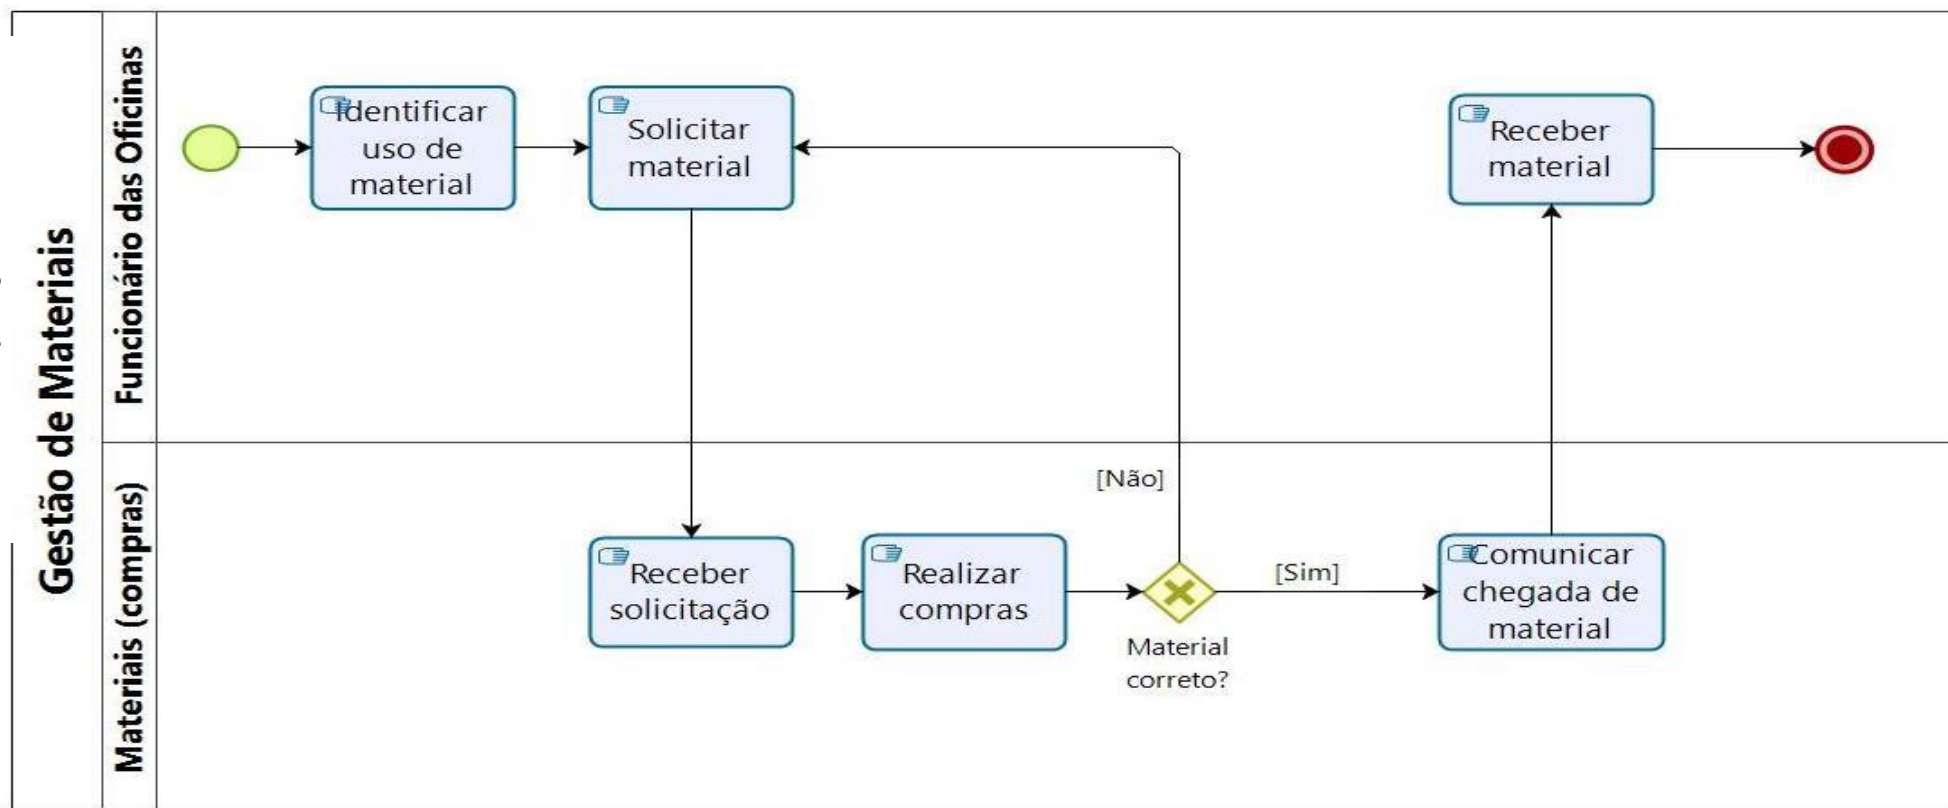 Gestão de Materiais
Funcionário das Oficinas
Identificar
uso de
material
Solicitar
material
Receber
material
Materiais (compras)
Receber
solicitação
Realizar
compras
[Não]
Material
correto?
[Sim]
Comunicar
chegada de
material